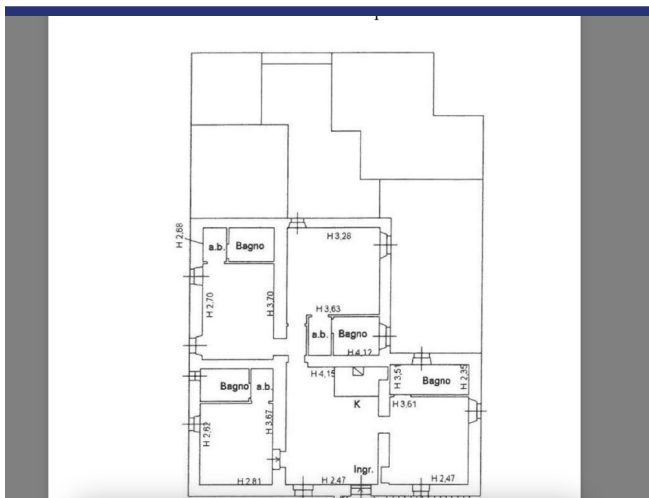 H 2,68
a.b.
Bagno
H 3,28
H 2,70
H 3,70
H 3,63
a.b.
Bagno
H 4,12
H 4,15
H 3,51
Bagno
H 2,35
Bagno
a.b.
K
H 3,61
H 2,62
H 3,67
Ingr.
H 2,81
H 2,47
H 2,47